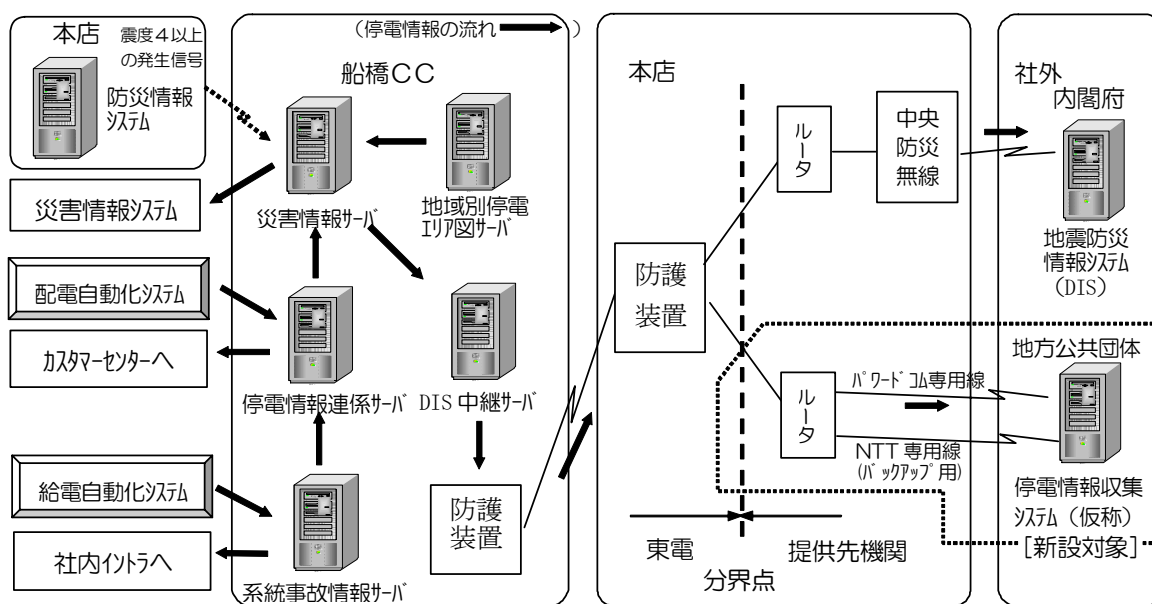 本店
震度４以上
の発生信号
防災情報
システム
災害情報システム
配電自動化システム
カスタマーセンターへ
給電自動化システム
社内イントラへ
(停電情報の流れ
)
船橋ＣＣ
災害情報サーバ
地域別停電
エリア図サーバ
停電情報連係サーバ
DIS 中継サーバ
防護
装置
系統事故情報サーバ
本店
防護
装置
ルータ
中央
防災
無線
ルータ
パワードコム専用線
NTT 専用線
(バックアップ用)
東電
提供先機関
分界点
社外
内閣府
地震防災
情報システム
(DIS)
地方公共団体
停電情報収集
システム（仮称）
[新設対象]